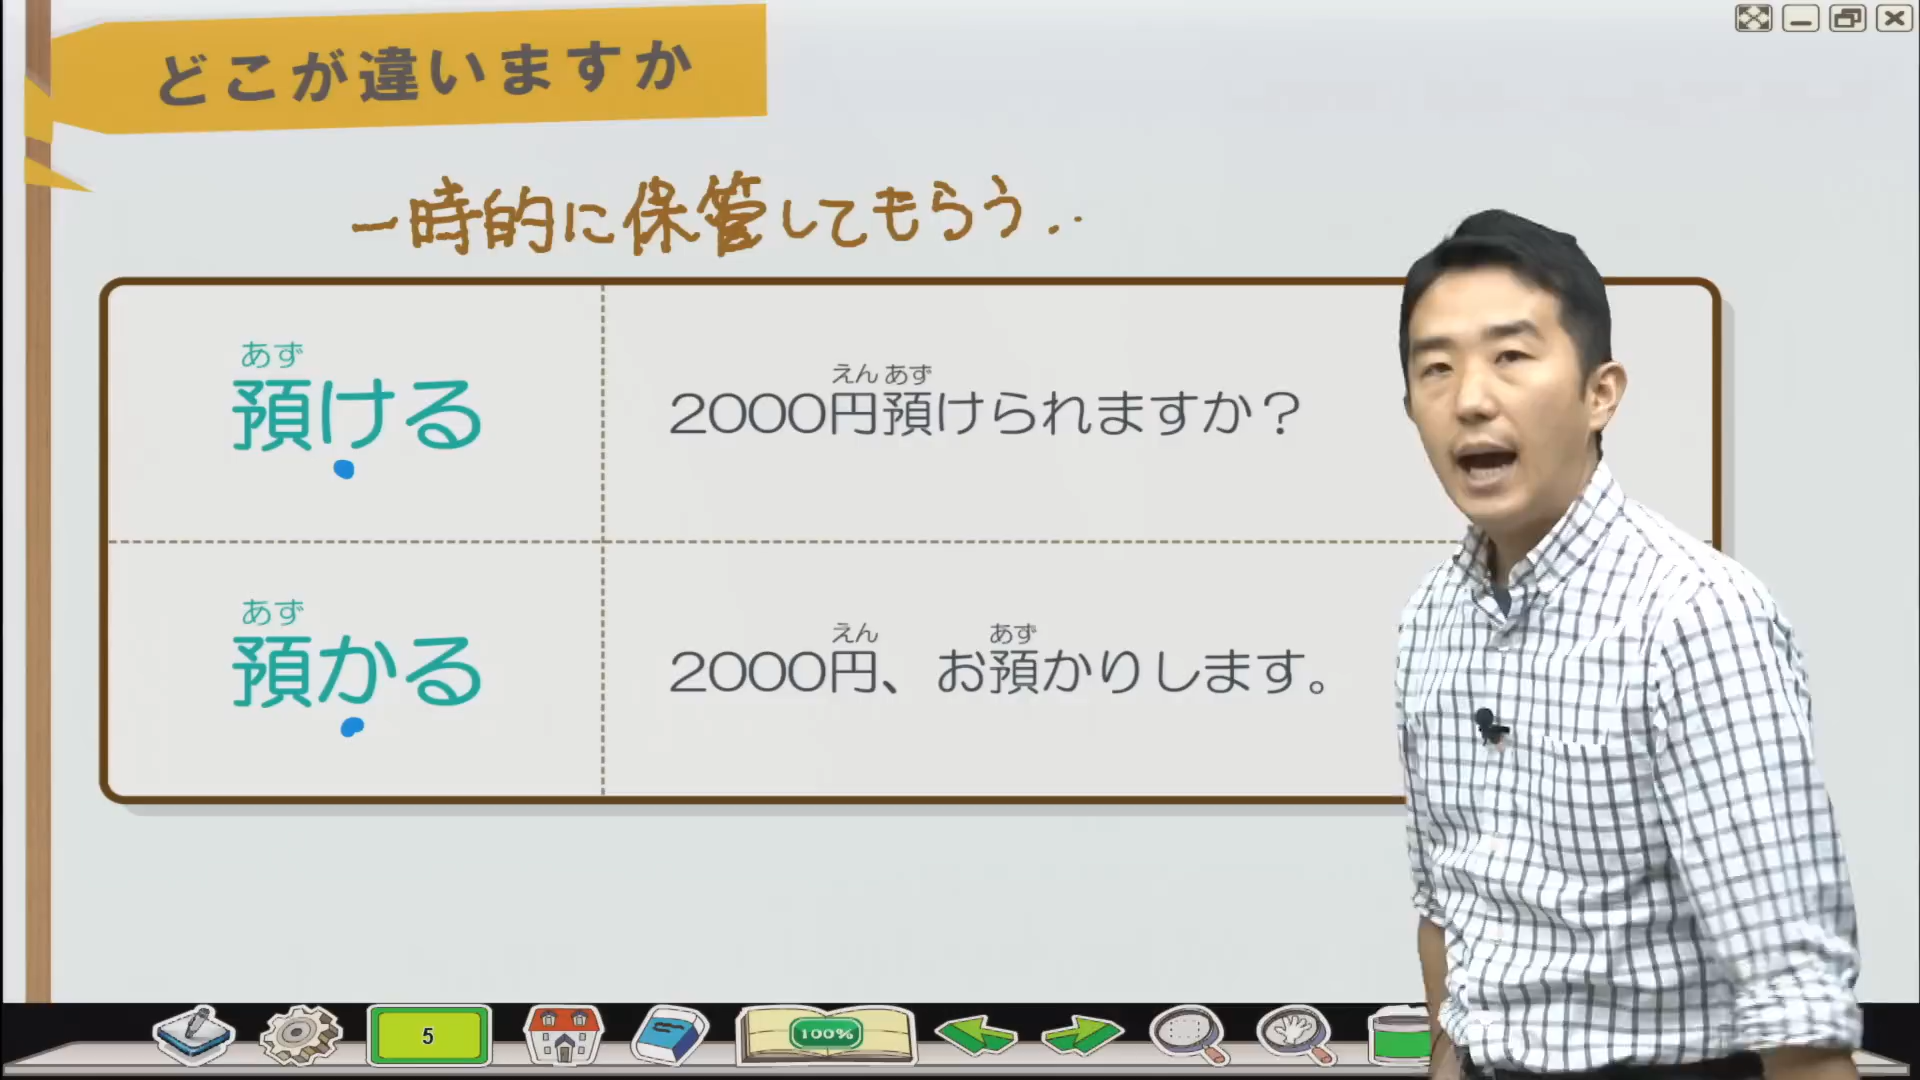 どこが違いますか
一時的に保管してもらう..
あず
預ける
えん あず
2000円預けられますか？
あず
預かる
えん あず
2000円、お預かりします。
5
100%